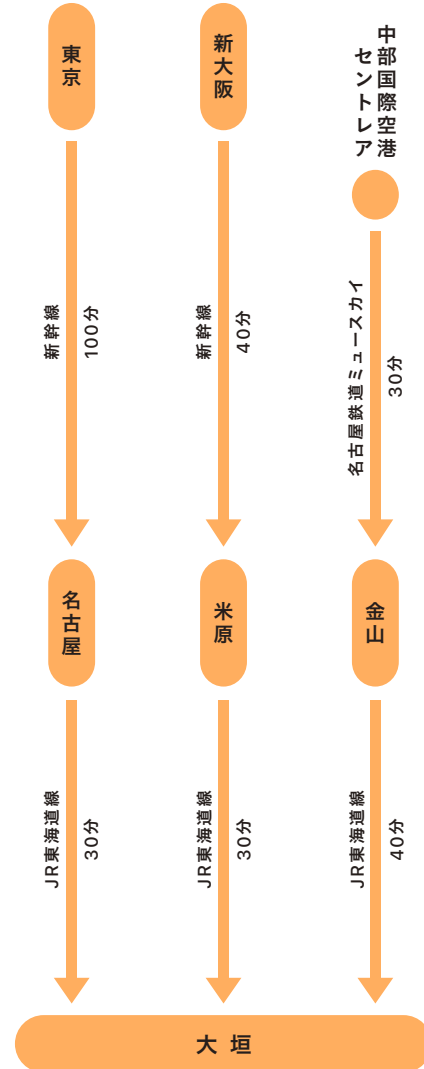 東京
新幹線
100分
名古屋
JR東海道線
30分
新大阪
新幹線
40分
米原
JR東海道線
30分
中部国際空港
セントレア
名古屋鉄道ミュースカイ
30分
金山
JR東海道線
40分
大垣